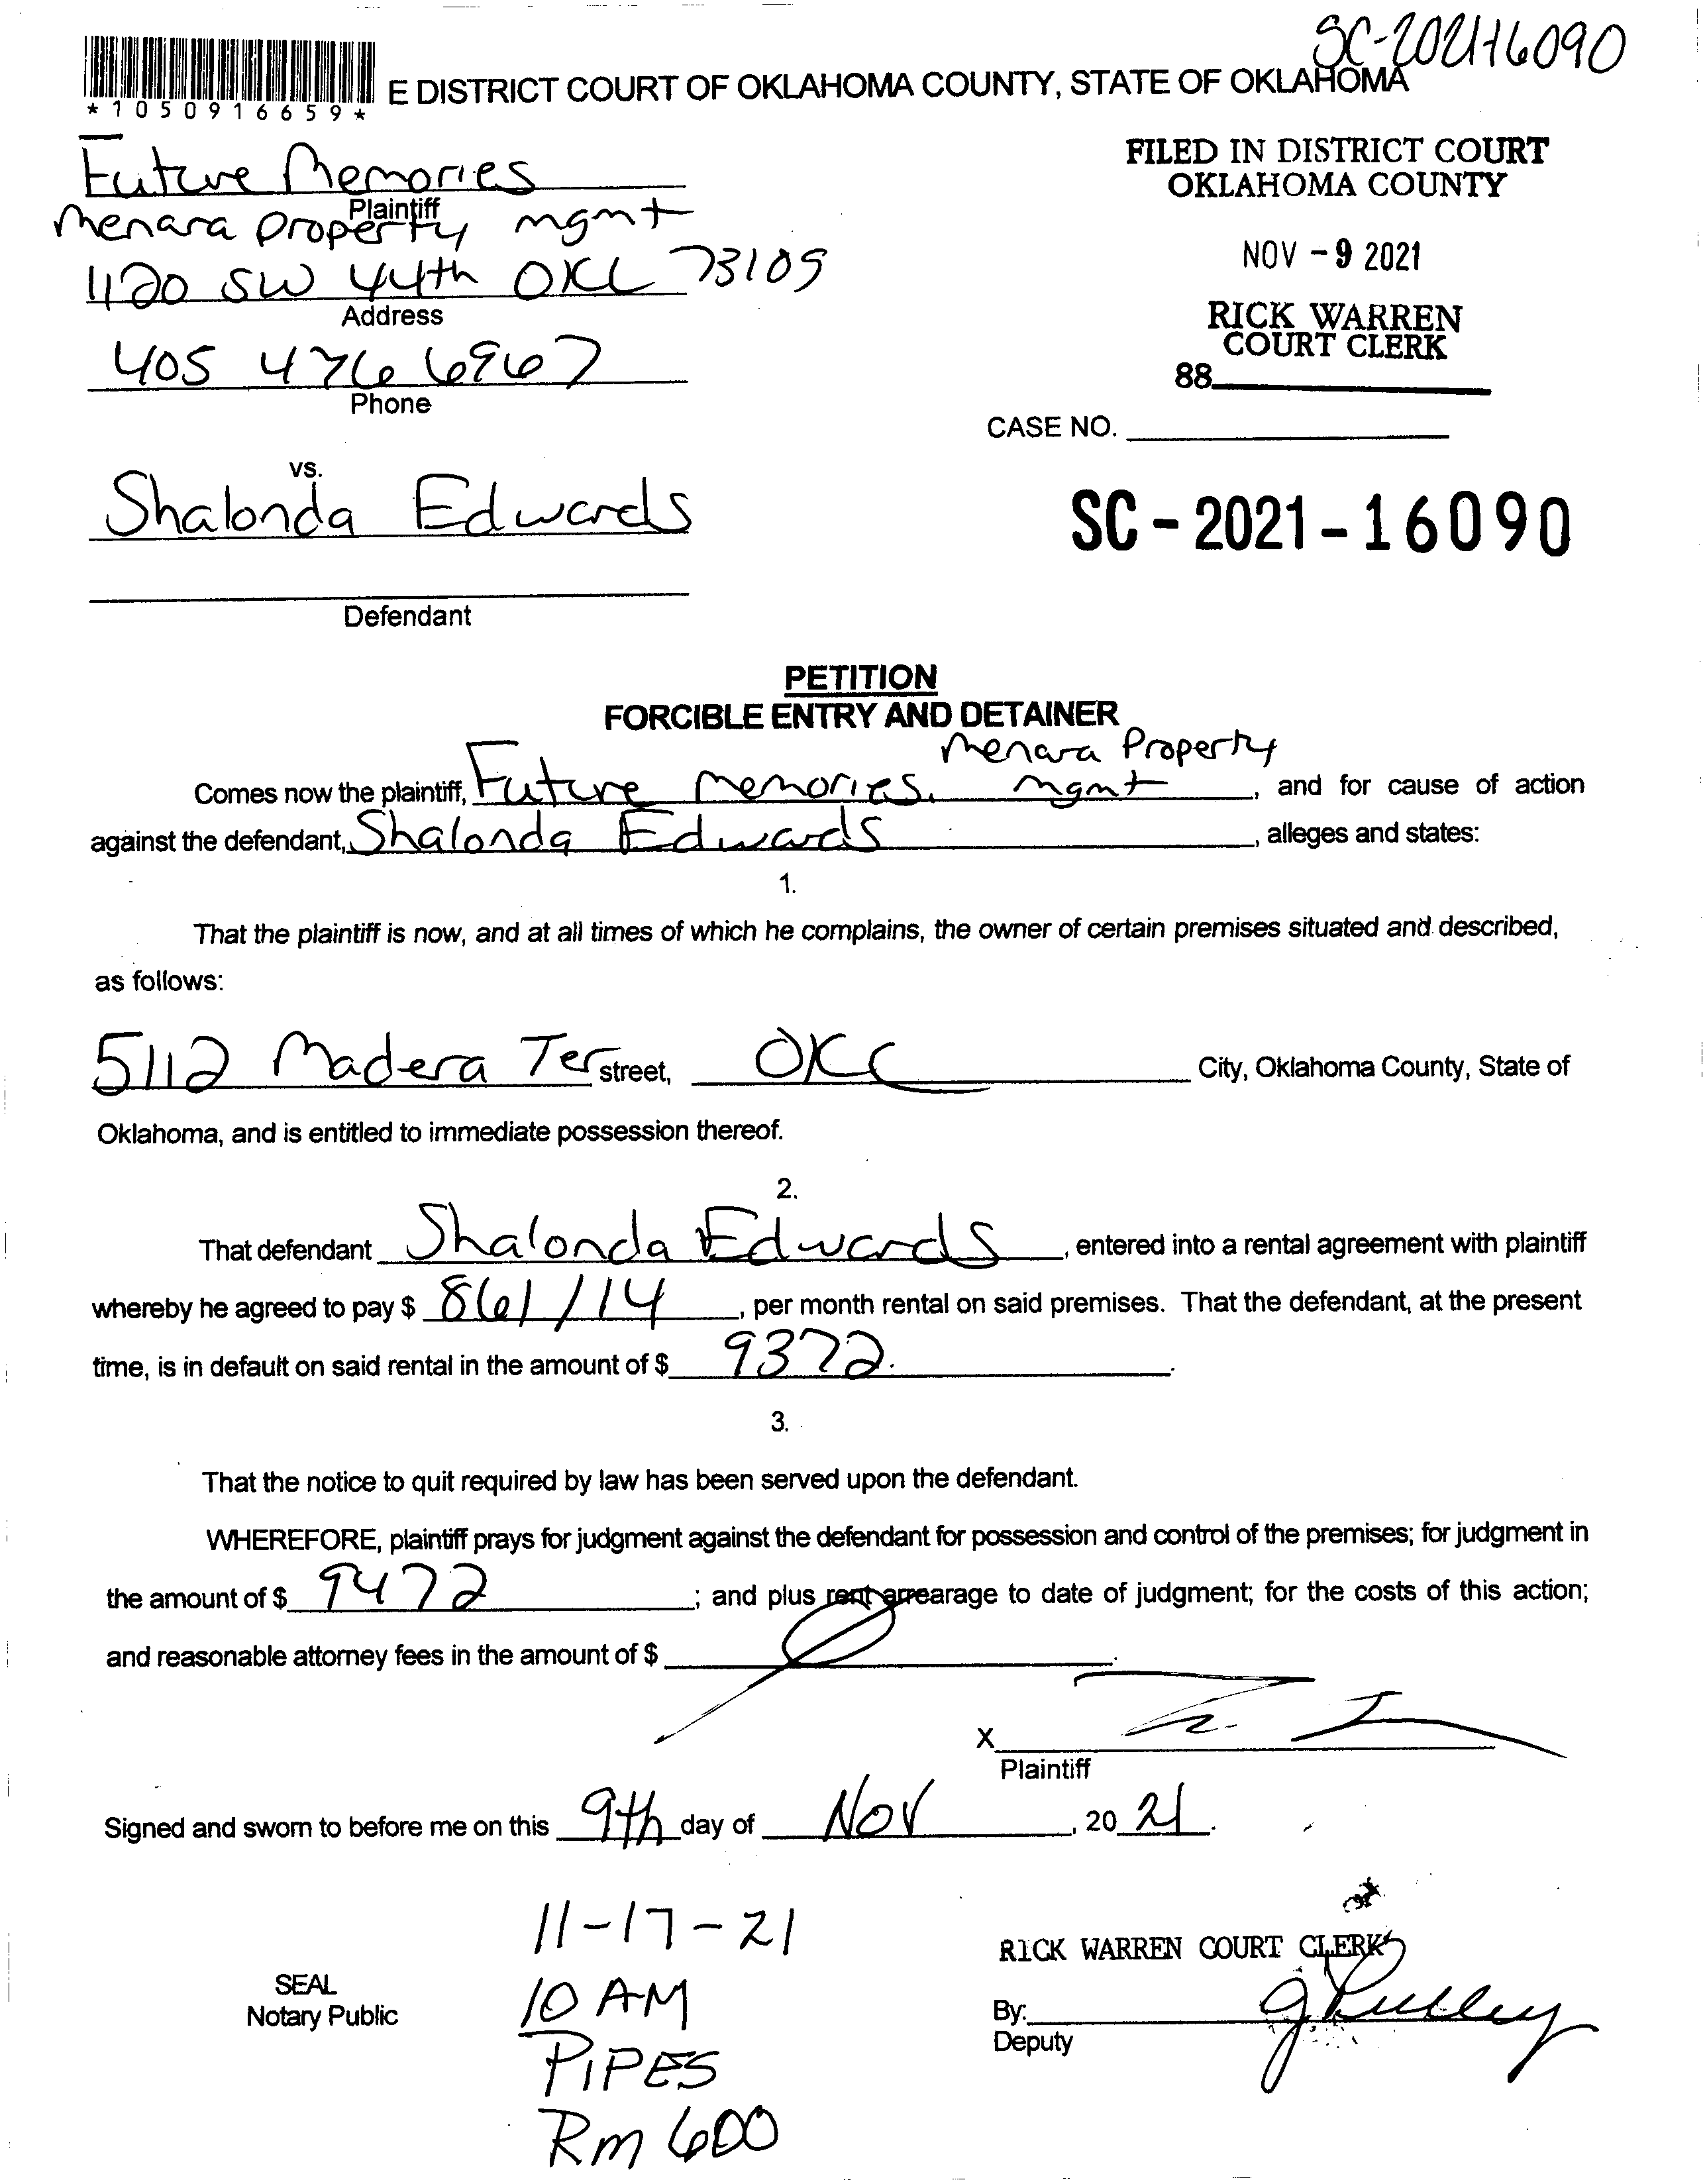 SC-2021-16090
*1050916659* E DISTRICT COURT OF OKLAHOMA COUNTY, STATE OF OKLAHOMA
Future Memories
Plaintiff
Menara Property mgmt
1120 SW 44th OKC 73109
Address
405 476 6967
Phone
FILED IN DISTRICT COURT
OKLAHOMA COUNTY
NOV -9 2021
RICK WARREN
COURT CLERK
88
CASE NO.
vs.
Shalonda Edwards
SC-2021-16090
Defendant
PETITION
FORCIBLE ENTRY AND DETAINER
Menara Property
Comes now the plaintiff, Future Memories. mgmt, and for cause of action
against the defendant, Shalonda Edwards, alleges and states:
1.
That the plaintiff is now, and at all times of which he complains, the owner of certain premises situated and described,
as follows:
5112 Madera Ter street, OKC City, Oklahoma County, State of
Oklahoma, and is entitled to immediate possession thereof.
2.
That defendant Shalonda Edwards, entered into a rental agreement with plaintiff
whereby he agreed to pay $ 861/114, per month rental on said premises. That the defendant, at the present
time, is in default on said rental in the amount of $ 9372.
3.
That the notice to quit required by law has been served upon the defendant.
WHEREFORE, plaintiff prays for judgment against the defendant for possession and control of the premises; for judgment in
the amount of $ 9472; and plus rent arrearage to date of judgment; for the costs of this action;
and reasonable attorney fees in the amount of $
X
Plaintiff
Signed and sworn to before me on this 9th day of Nov, 2021.
11-17-21
10 AM
PIPES
Rm 600
SEAL
Notary Public
RICK WARREN COURT CLERK
By:
Deputy